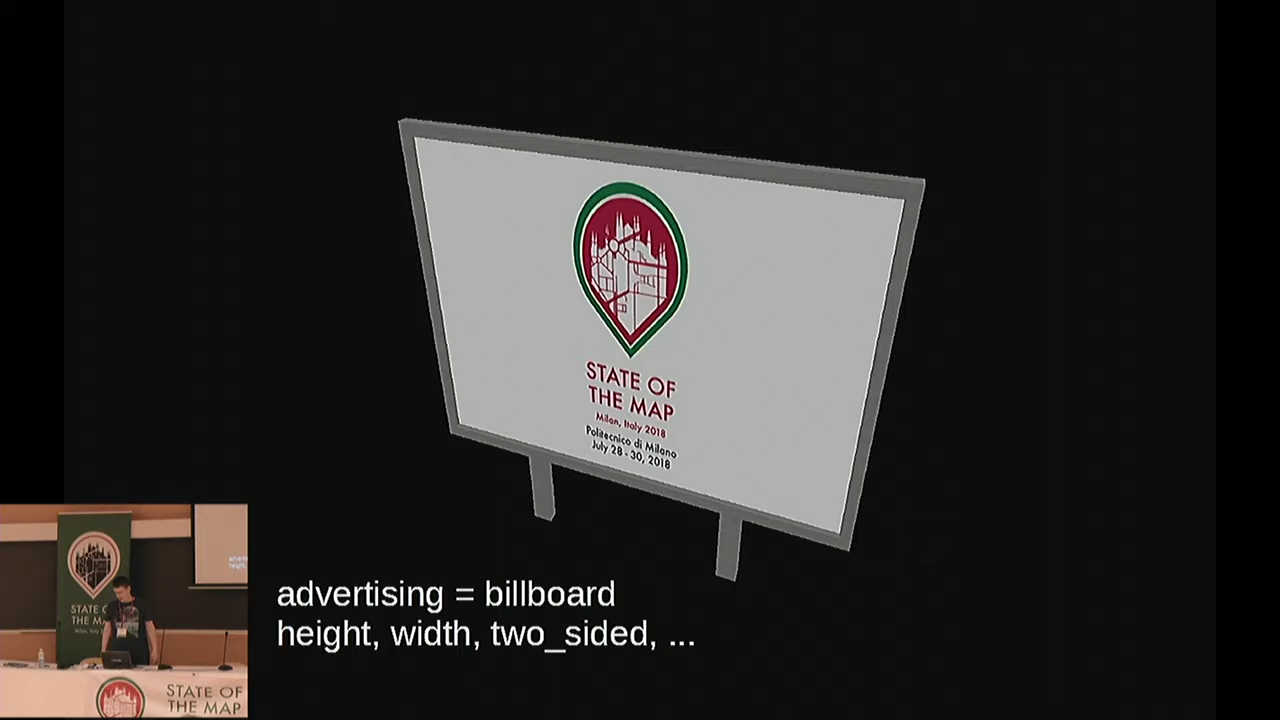 STATE OF
THE MAP
Milan, Italy 2018
Politecnico di Milano
July 28 - 30, 2018
advertising = billboard
height, width, two_sided, ...
STATE OF
THE MAP